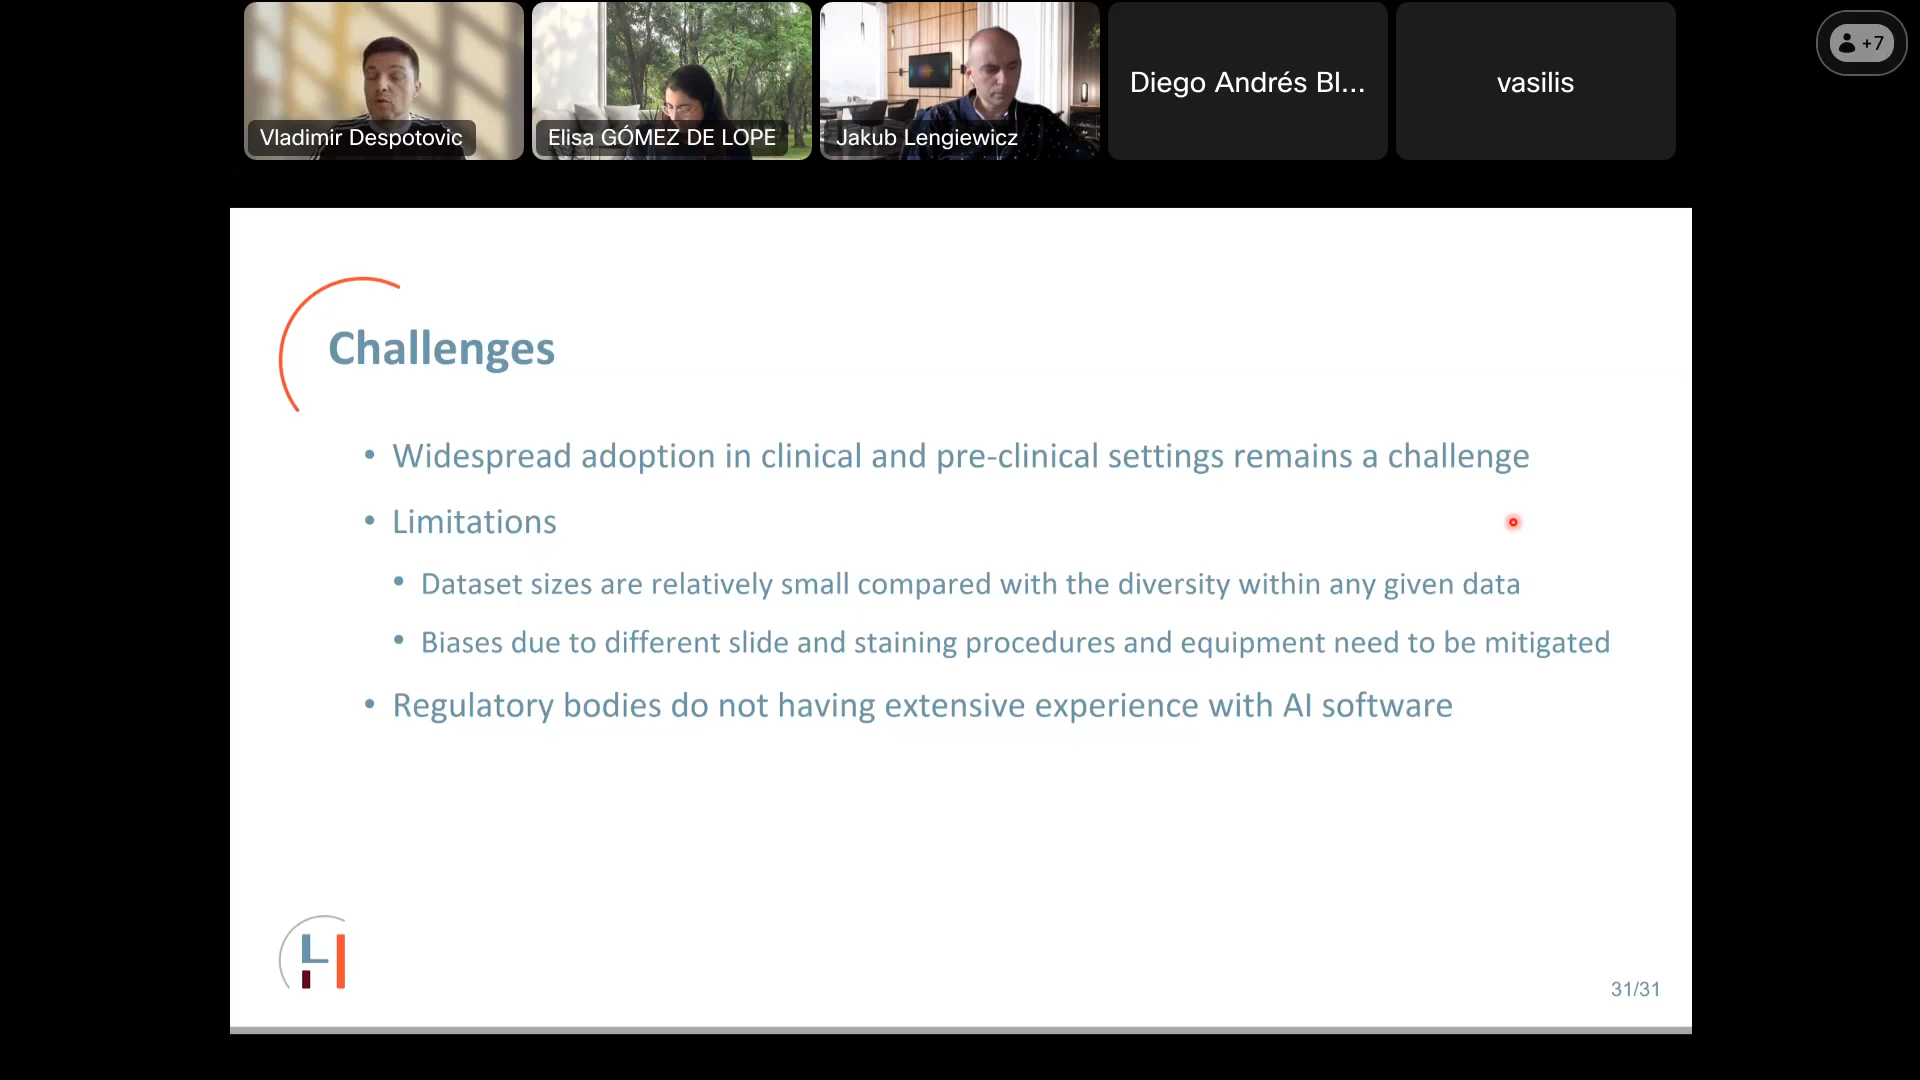 Vladimir Despotovic
Elisa GÓMEZ DE LOPE
Jakub Lengiewicz
Diego Andrés Bl...
vasilis
+7
Challenges
• Widespread adoption in clinical and pre-clinical settings remains a challenge
• Limitations
• Dataset sizes are relatively small compared with the diversity within any given data
• Biases due to different slide and staining procedures and equipment need to be mitigated
• Regulatory bodies do not having extensive experience with AI software
31/31